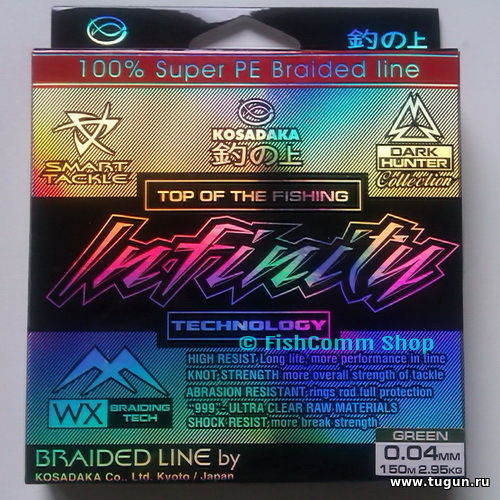 釣の上
100% Super PE Braided line
SMART
TACKLE
KOSADAKA
釣の上
DARK
HUNTER
Collection
TOP OF THE FISHING
Infinity
TECHNOLOGY
© FishComm Shop
WX
BRAIDING
TECH
HIGH RESIST Long life, more performance in time
KNOT STRENGTH more overall strength of tackle
ABRASION RESISTANT rings rod full protection
"999%" ULTRA CLEAR RAW MATERIALS
SHOCK RESIST more break strength
BRAIDED LINE by
KOSADAKA Co., Ltd. Kyoto / Japan
GREEN
0.04MM
150M 2.95KG
www.tugun.ru